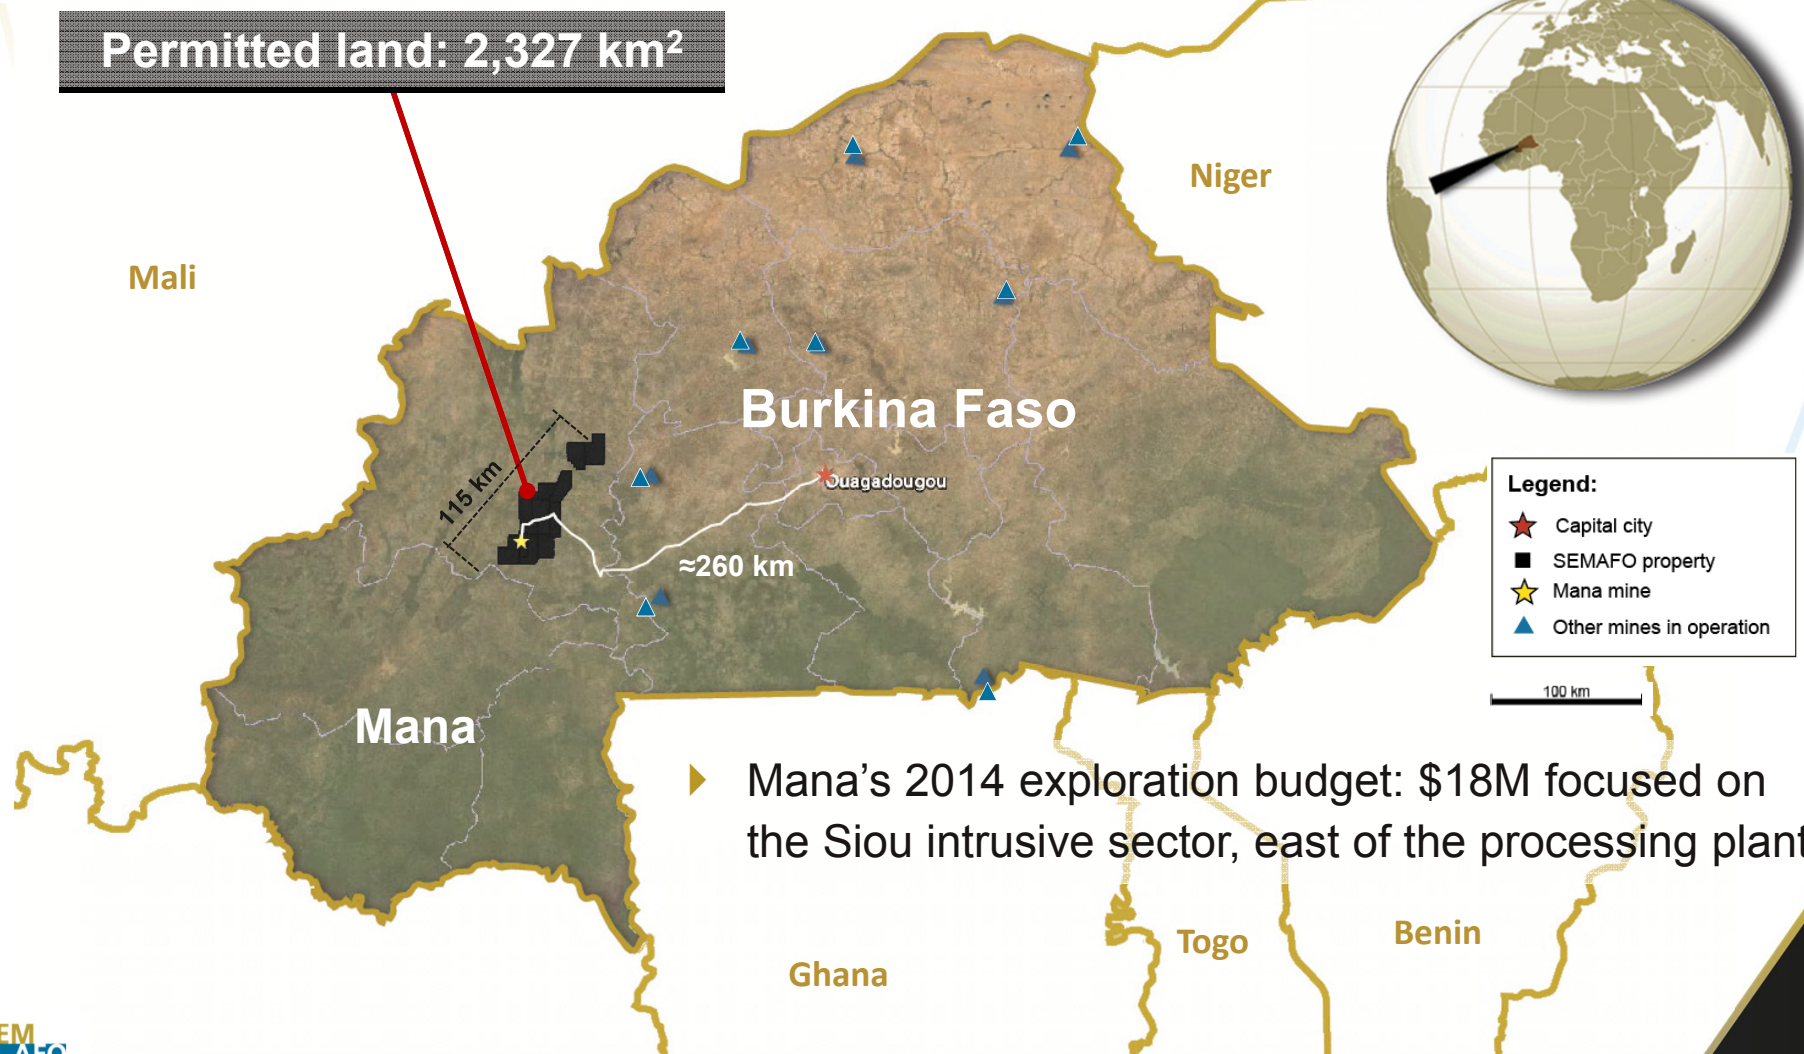 Permitted land: 2,327 km²
Niger
Mali
Burkina Faso
115 km
Ouagadougou
≈260 km
Legend:
Capital city
SEMAFO property
Mana mine
Other mines in operation
100 km
Mana
Mana’s 2014 exploration budget: $18M focused on
the Siou intrusive sector, east of the processing plant
Togo
Benin
Ghana
EM
AFO